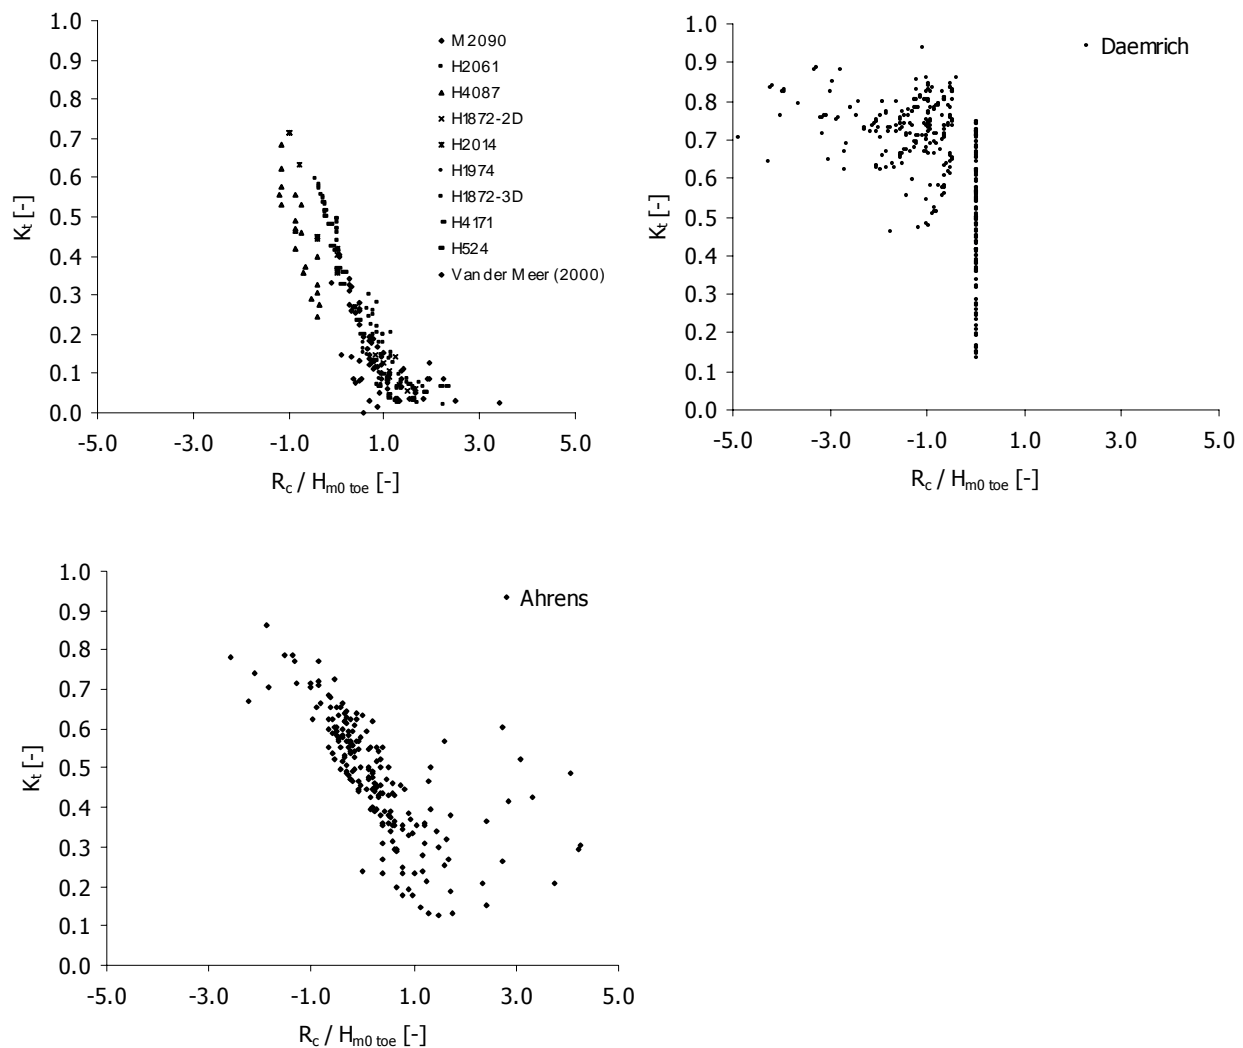 1.0
0.9
0.8
0.7
0.6
0.5
0.4
0.3
0.2
0.1
0.0
Kt [-]
-5.0 -3.0 -1.0 1.0 3.0 5.0
Rc / Hm0 toe [-]
M2090
H2061
H4087
H1872-2D
H2014
H1974
H1872-3D
H4171
H524
Van der Meer (2000)
1.0
0.9
0.8
0.7
0.6
0.5
0.4
0.3
0.2
0.1
0.0
Kt [-]
-5.0 -3.0 -1.0 1.0 3.0 5.0
Rc / Hm0 toe [-]
Daemrich
1.0
0.9
0.8
0.7
0.6
0.5
0.4
0.3
0.2
0.1
0.0
Kt [-]
-5.0 -3.0 -1.0 1.0 3.0 5.0
Rc / Hm0 toe [-]
Ahrens